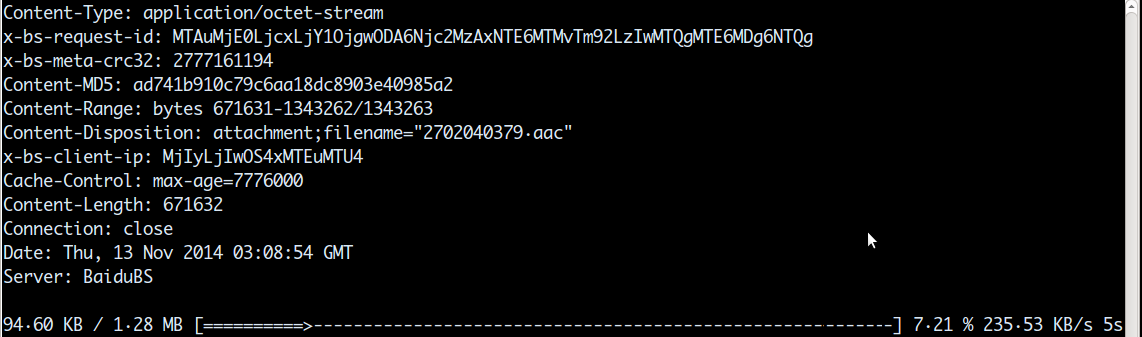 Content-Type: application/octet-stream
x-bs-request-id: MTAuMjE0LjcxLjY1OjgwODA6Njc2MzAxNTE6MTMvTm92LzIwMTQgMTE6MDg6NTQg
x-bs-meta-crc32: 2777161194
Content-MD5: ad741b910c79c6aa18dc8903e40985a2
Content-Range: bytes 671631-1343262/1343263
Content-Disposition: attachment;filename="2702040379.aac"
x-bs-client-ip: MjIyLjIwOS4xMTEuMTU4
Cache-Control: max-age=7776000
Content-Length: 671632
Connection: close
Date: Thu, 13 Nov 2014 03:08:54 GMT
Server: BaiduBS
94.60 KB / 1.28 MB [==========>----------------------------------------------------------] 7.21 % 235.53 KB/s 5s